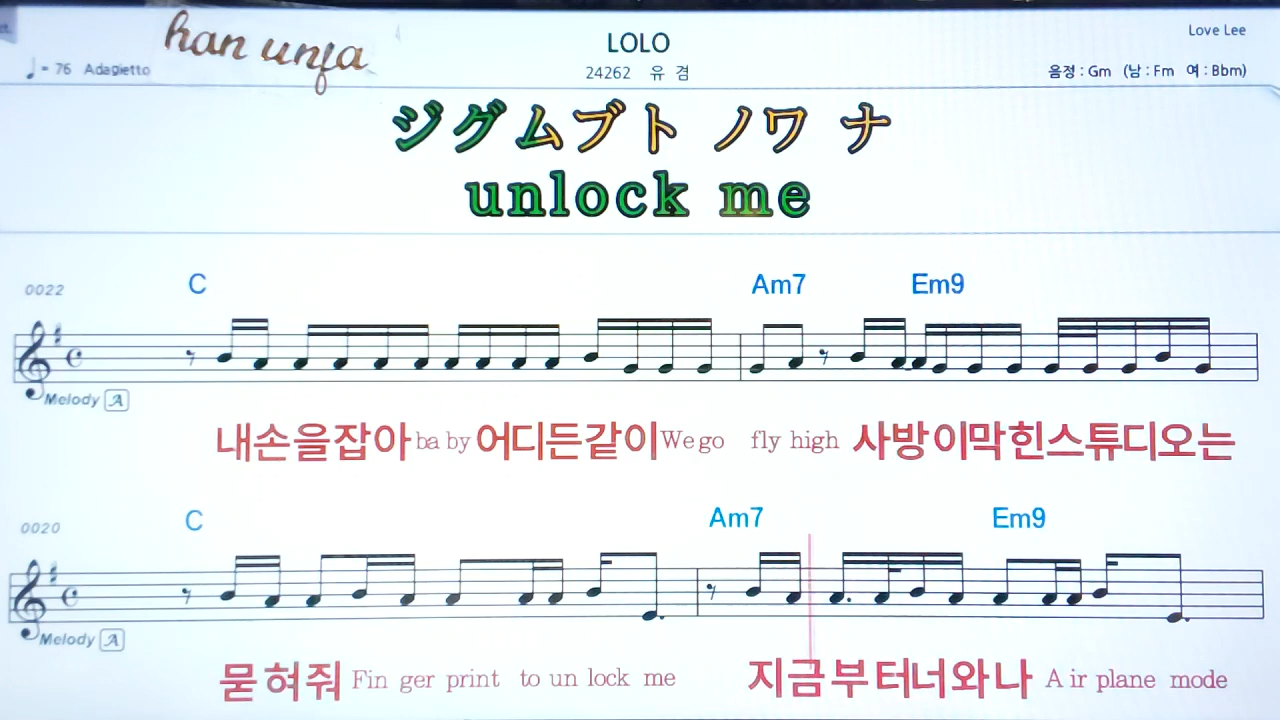 han unja
LOLO
Love Lee
♩= 76 Adagietto
24262 유 겸
음정 : Gm (남 : Fm 여 : Bbm)
ジグムブト ノワ ナ
unlock me
0022
C Am7 Em9
Melody A
내손을잡아 ba by 어디든같이 We go fly high 사방이막힌스튜디오는
0020
C Am7 Em9
Melody A
묻혀줘 Fin ger print to un lock me 지금부터너와나 A ir plane mode